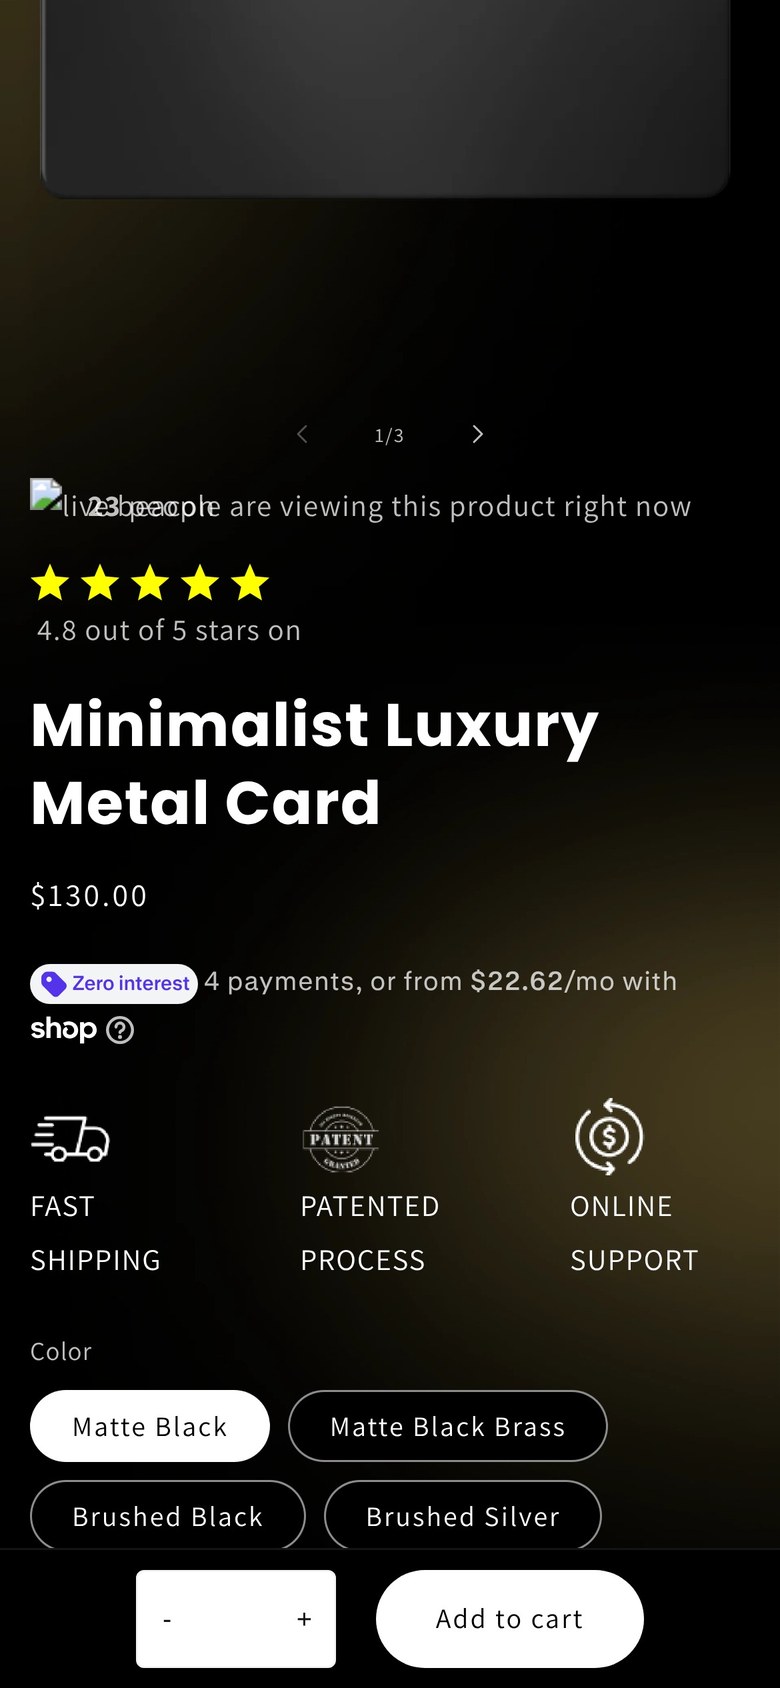 1/3
23 people are viewing this product right now
4.8 out of 5 stars on
Minimalist Luxury
Metal Card
$130.00
Zero interest 4 payments, or from $22.62/mo with
shop ?
PATENT
GRANTED
FAST
SHIPPING
PATENTED
PROCESS
ONLINE
SUPPORT
Color
Matte Black
Matte Black Brass
Brushed Black
Brushed Silver
- +
Add to cart